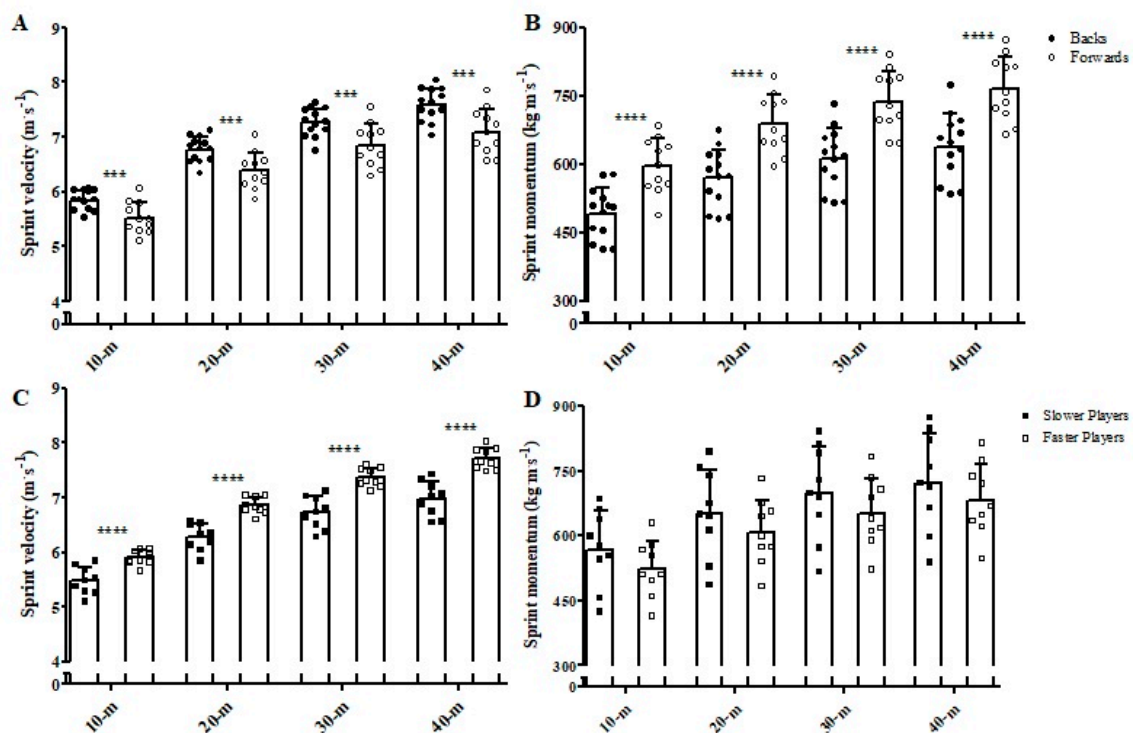 A
Sprint velocity (m·s⁻¹)
9
8
7
6
5
4
0
***
***
***
***
10-m
20-m
30-m
40-m
B
Sprint momentum (kg·m·s⁻¹)
900
750
600
450
300
0
****
****
****
****
10-m
20-m
30-m
40-m
Backs
Forwards
C
Sprint velocity (m·s⁻¹)
9
8
7
6
5
4
0
****
****
****
****
10-m
20-m
30-m
40-m
D
Sprint momentum (kg·m·s⁻¹)
900
750
600
450
300
0
10-m
20-m
30-m
40-m
Slower Players
Faster Players